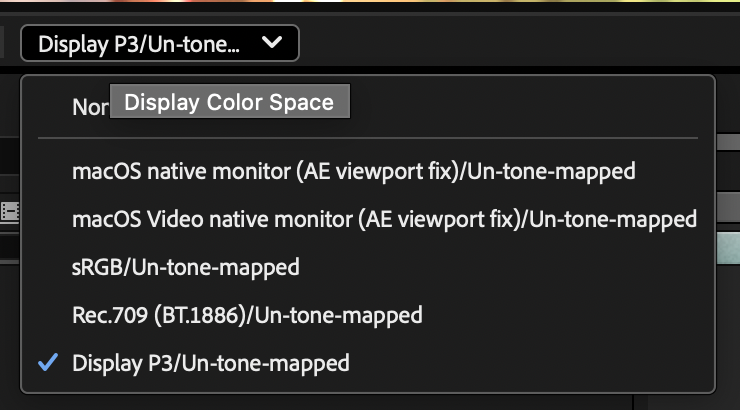 Display P3/Un-tone...
Nor
Display Color Space
macOS native monitor (AE viewport fix)/Un-tone-mapped
macOS Video native monitor (AE viewport fix)/Un-tone-mapped
sRGB/Un-tone-mapped
Rec.709 (BT.1886)/Un-tone-mapped
Display P3/Un-tone-mapped